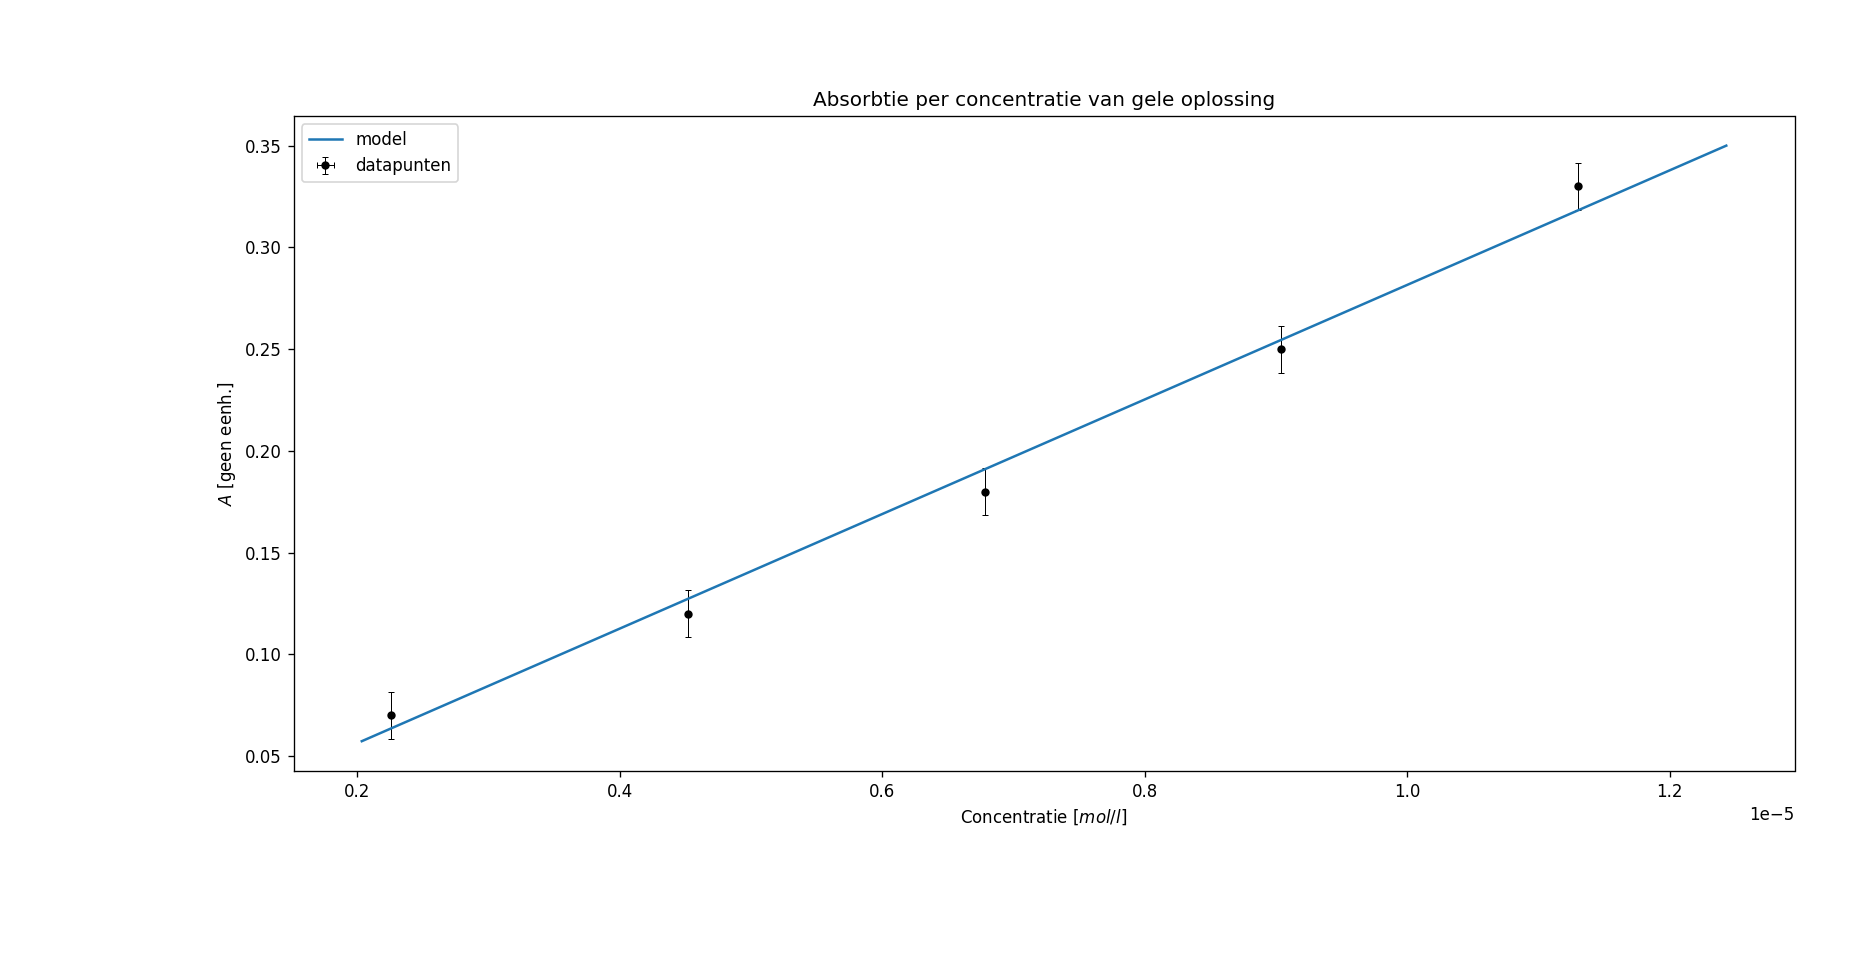 Absorbtie per concentratie van gele oplossing
model
datapunten
0.35
0.30
0.25
0.20
0.15
0.10
0.05
A [geen eenh.]
0.2 0.4 0.6 0.8 1.0 1.2
1e−5
Concentratie [mol/l]